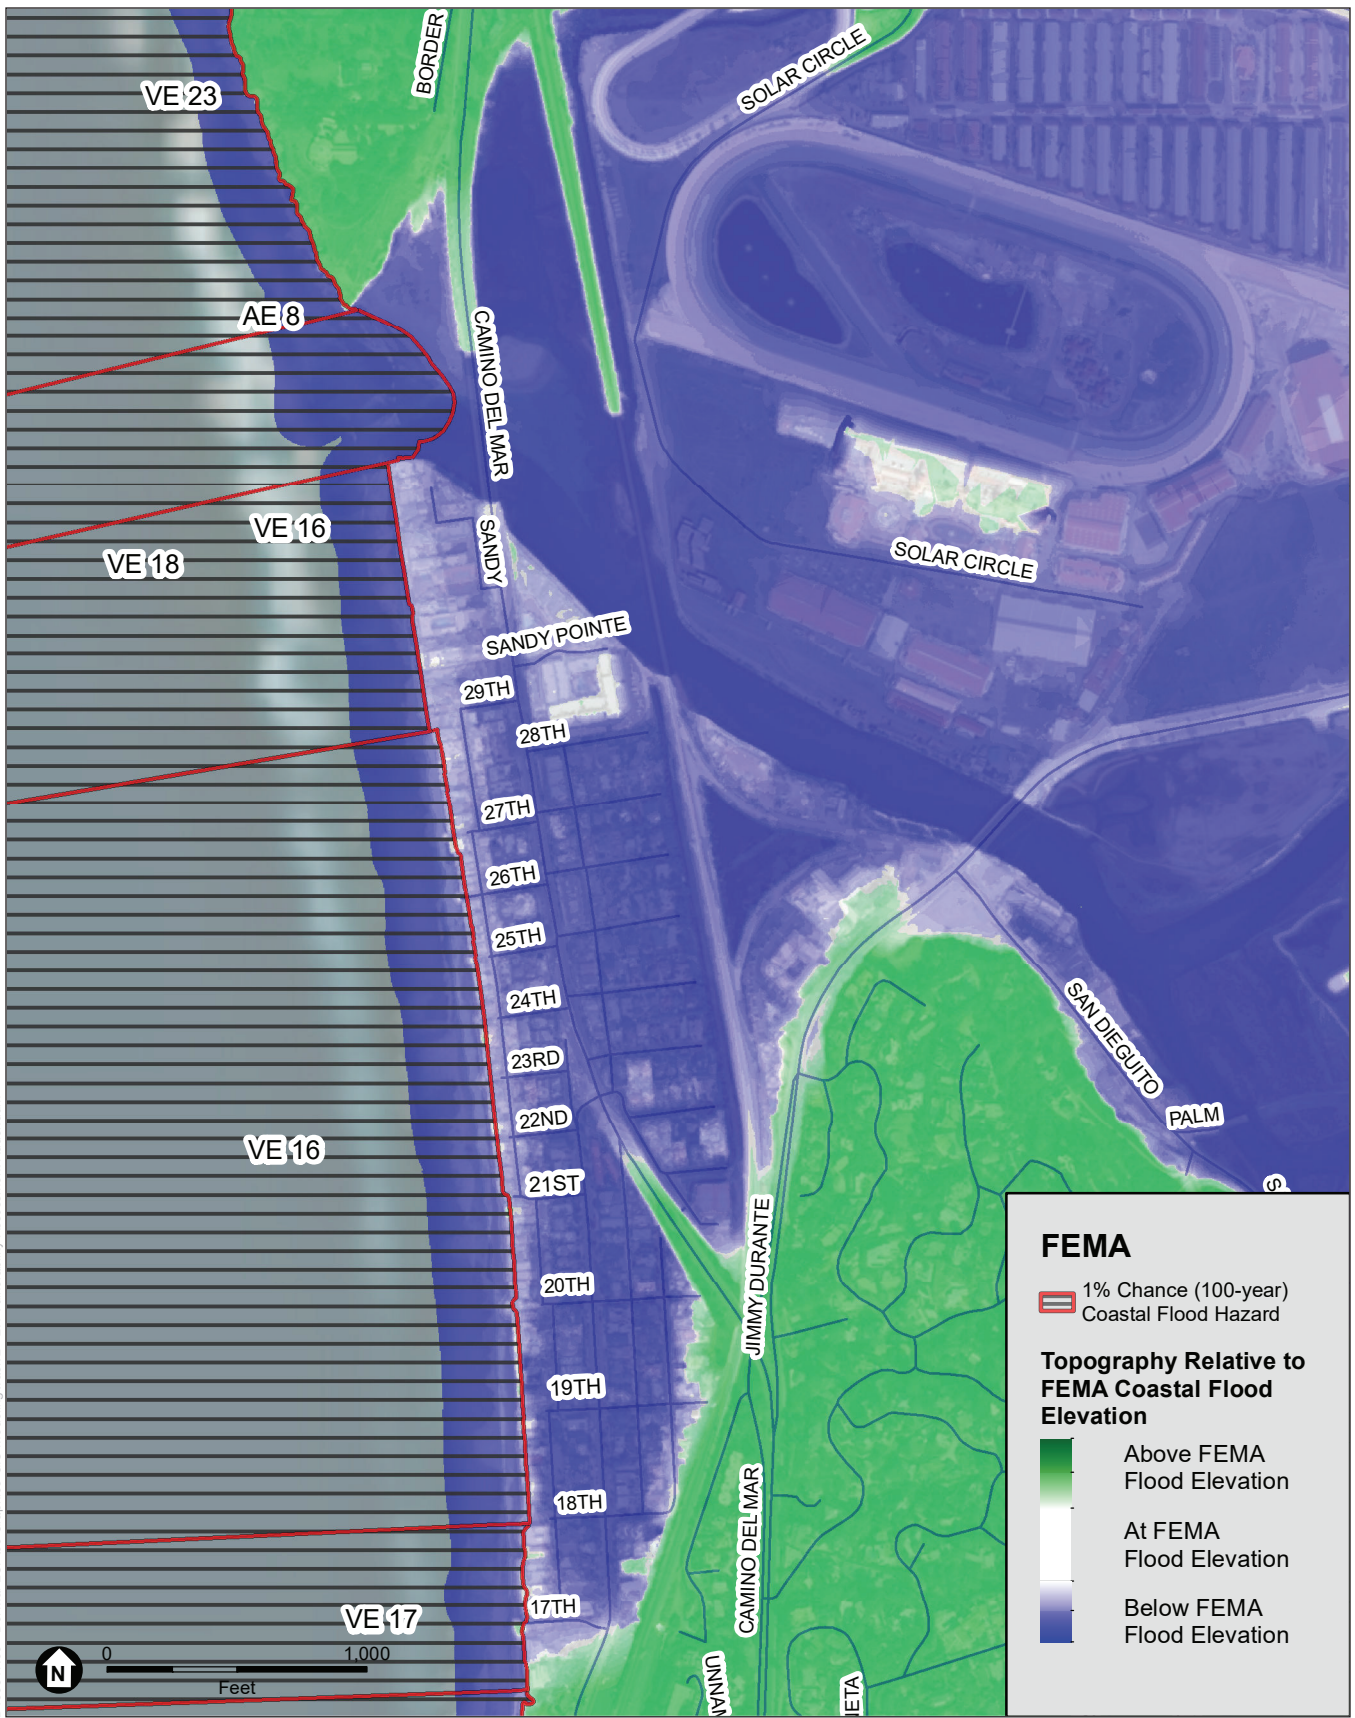 BORDER
SOLAR CIRCLE
VE 23
AE 8
CAMINO DEL MAR
VE 16
VE 18
SANDY
SOLAR CIRCLE
SANDY POINTE
29TH
28TH
27TH
26TH
25TH
24TH
23RD
22ND
21ST
20TH
19TH
18TH
17TH
SAN DIEGUITO
PALM
VE 16
JIMMY DURANTE
CAMINO DEL MAR
VE 17
0
1,000
Feet
N
FEMA
1% Chance (100-year)
Coastal Flood Hazard
Topography Relative to
FEMA Coastal Flood
Elevation
Above FEMA
Flood Elevation
At FEMA
Flood Elevation
Below FEMA
Flood Elevation